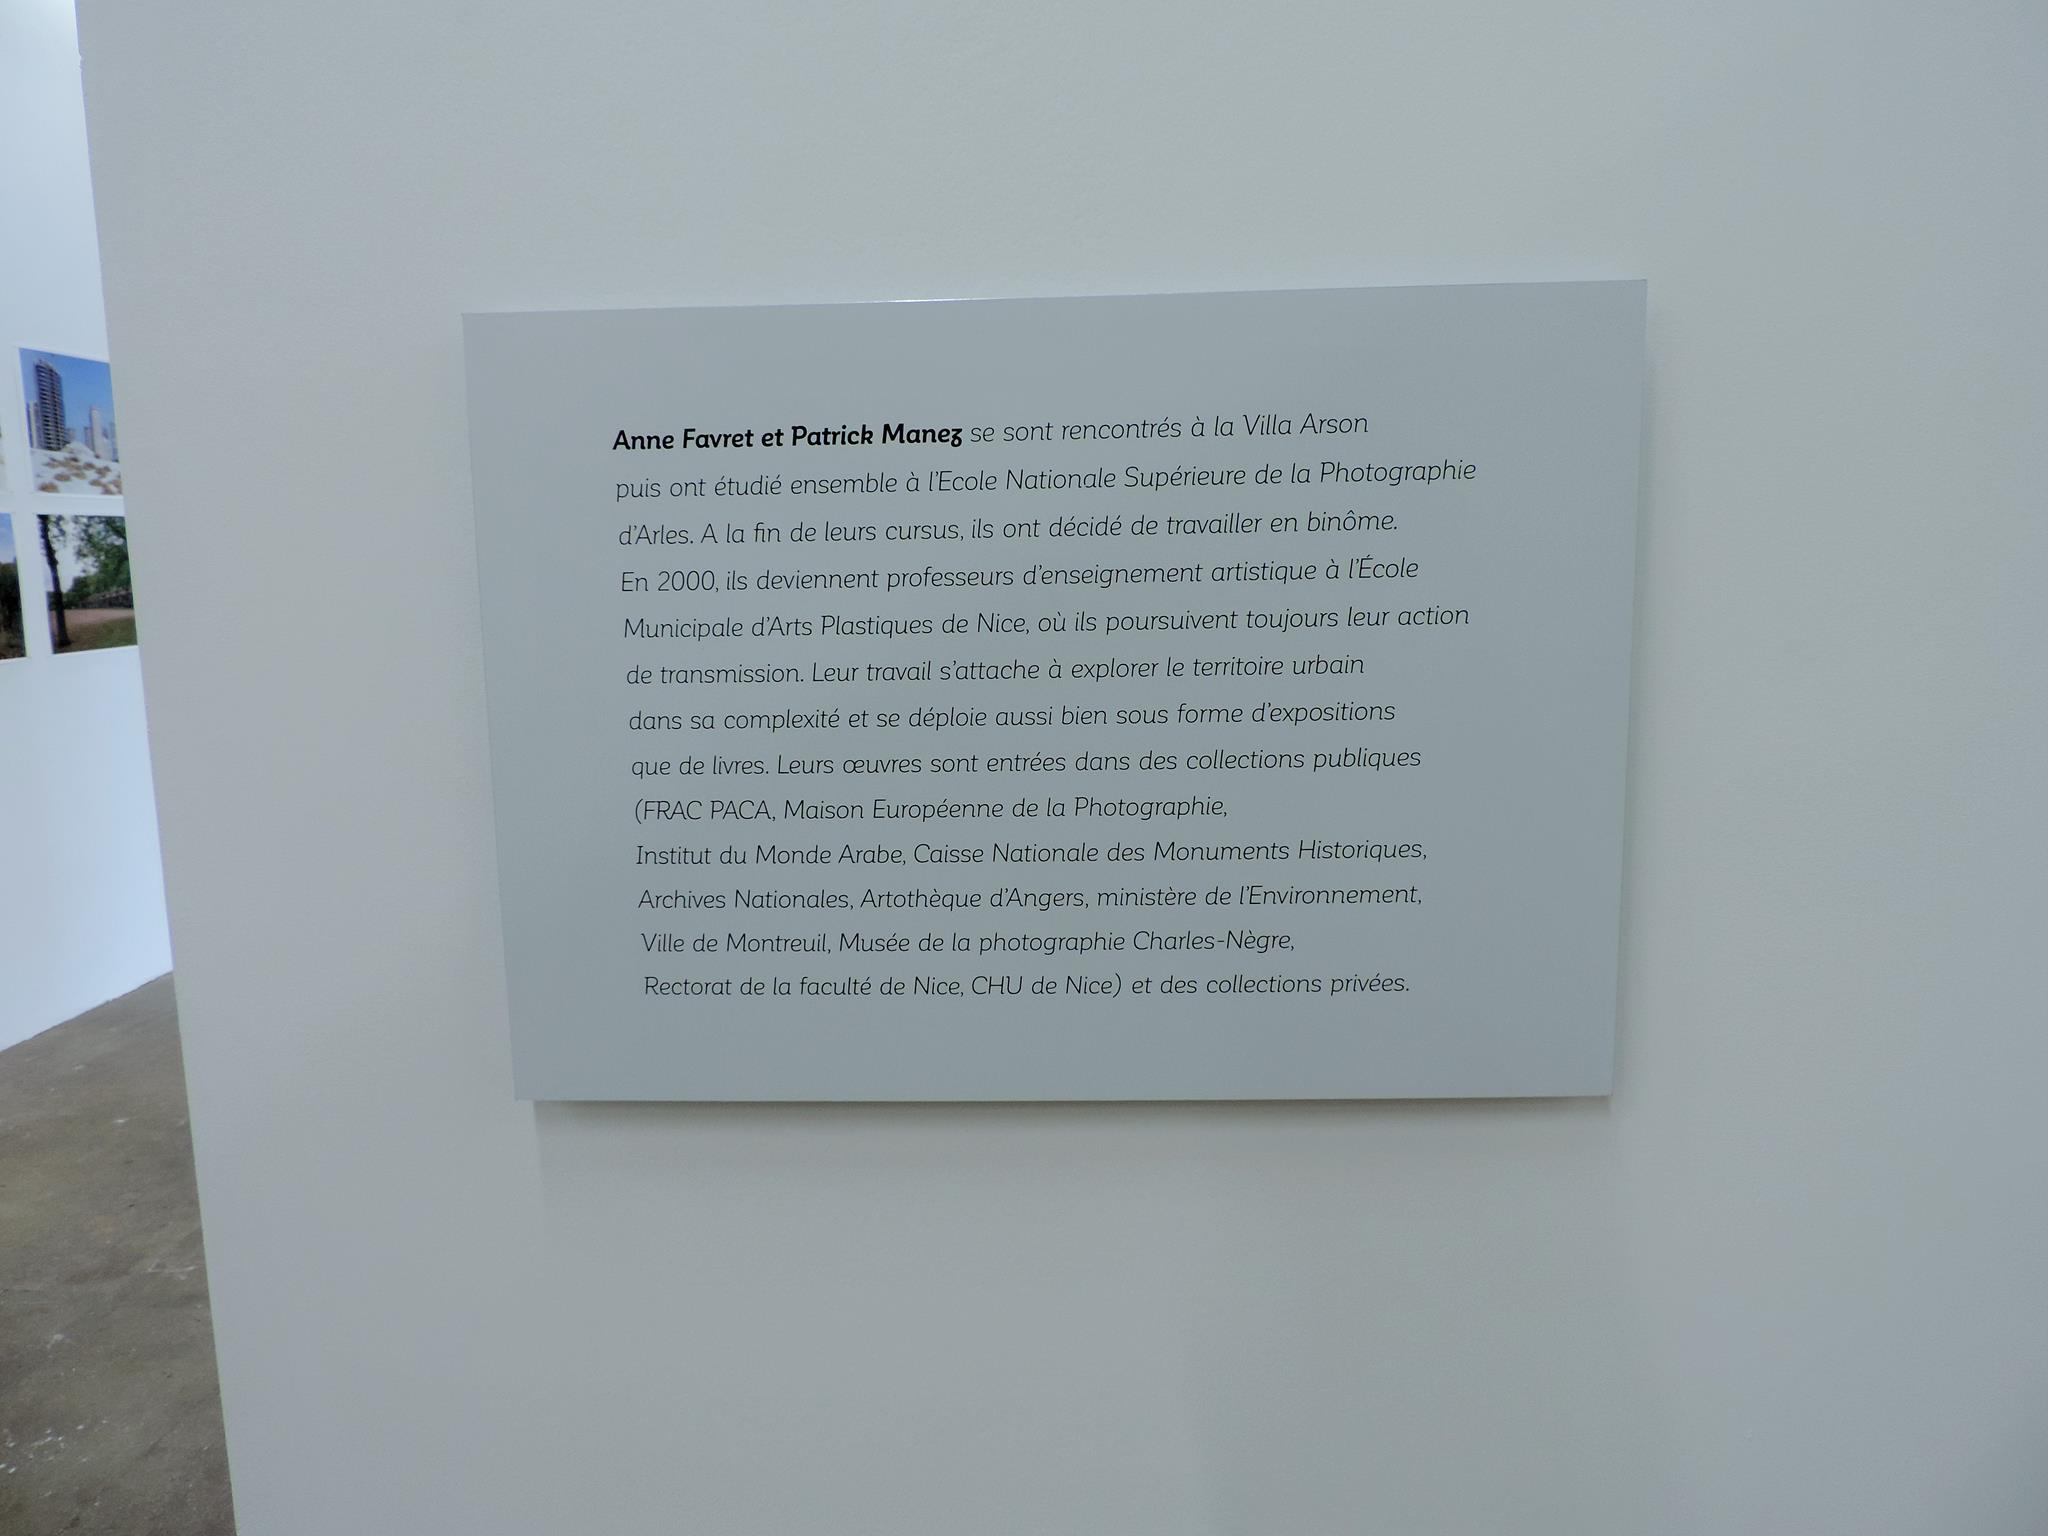 Anne Favret et Patrick Manez se sont rencontrés à la Villa Arson
puis ont étudié ensemble à l'Ecole Nationale Supérieure de la Photographie
d'Arles. A la fin de leurs cursus, ils ont décidé de travailler en binôme.
En 2000, ils deviennent professeurs d'enseignement artistique à l'École
Municipale d'Arts Plastiques de Nice, où ils poursuivent toujours leur action
de transmission. Leur travail s'attache à explorer le territoire urbain
dans sa complexité et se déploie aussi bien sous forme d'expositions
que de livres. Leurs œuvres sont entrées dans des collections publiques
(FRAC PACA, Maison Européenne de la Photographie,
Institut du Monde Arabe, Caisse Nationale des Monuments Historiques,
Archives Nationales, Artothèque d'Angers, ministère de l'Environnement,
Ville de Montreuil, Musée de la photographie Charles-Nègre,
Rectorat de la faculté de Nice, CHU de Nice) et des collections privées.